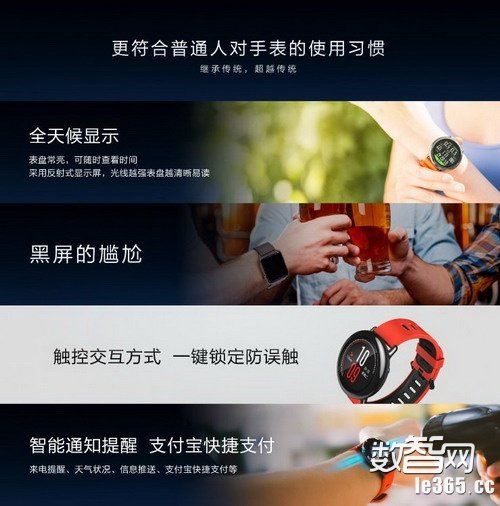 更符合普通人对手表的使用习惯
继承传统，超越传统
全天候显示
表盘常亮，可随时查看时间
采用反射式显示屏，光线越强表盘越清晰易读
黑屏的尴尬
触控交互方式 一键锁定防误触
10
09
智能通知提醒 支付宝快捷支付
来电提醒、天气状况、信息推送、支付宝快捷支付等
数智网
le365.cc